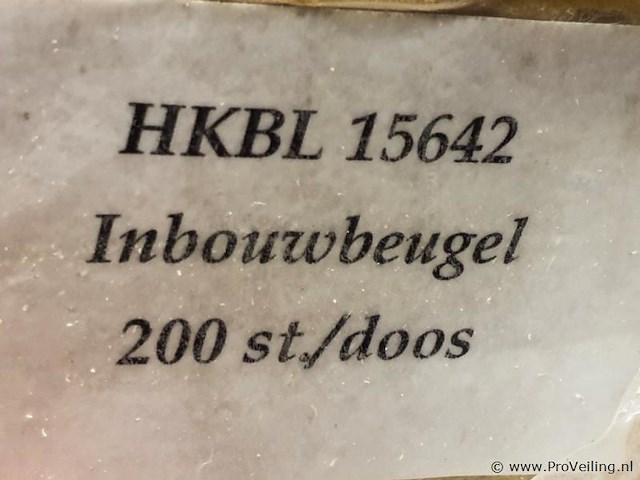 HKBL 15642
Inbouwbeugel
200 st./doos
© www.ProVeiling.nl